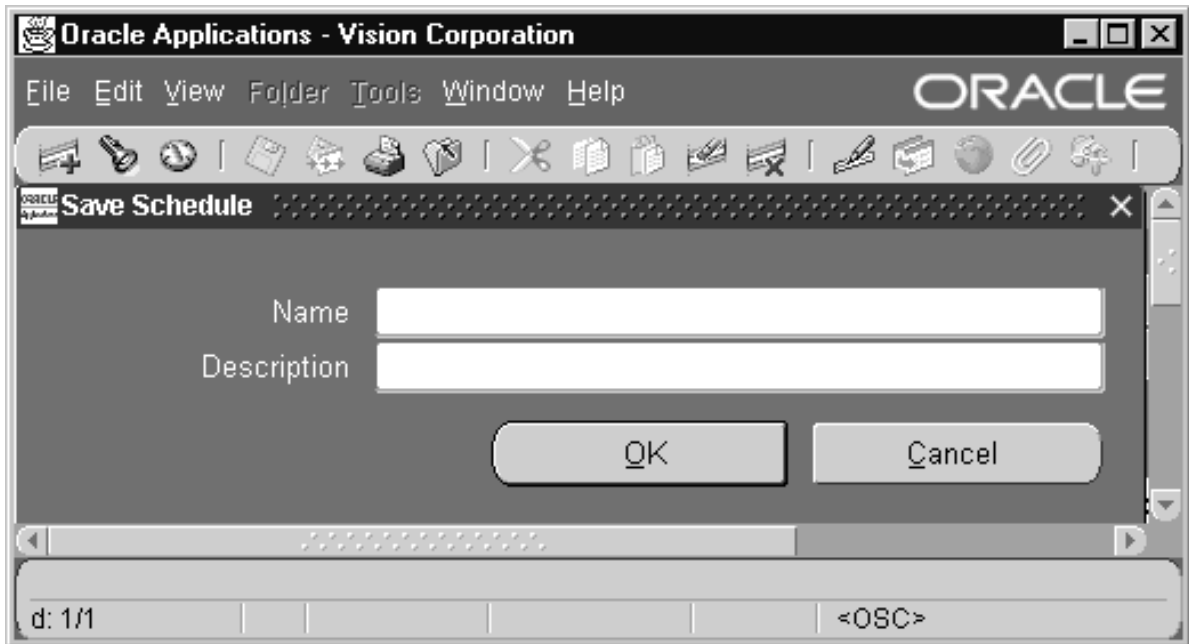 Oracle Applications - Vision Corporation
File Edit View Folder Tools Window Help ORACLE
Save Schedule
Name
Description
OK Cancel
d: 1/1 <OSC>